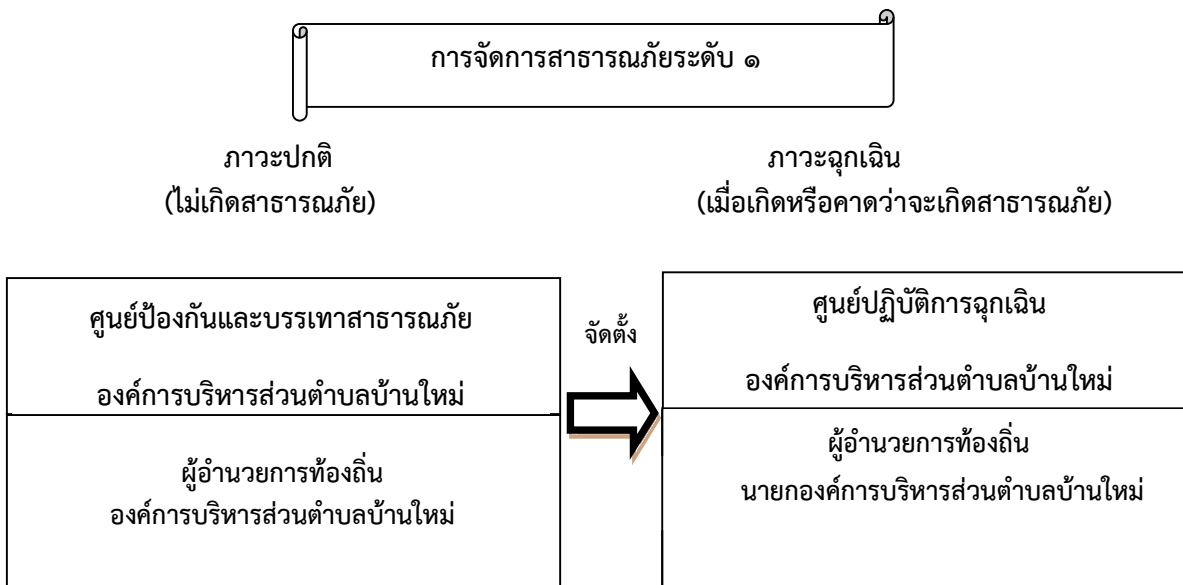 การจัดการสาธารณภัยระดับ ๑
ภาวะปกติ
(ไม่เกิดสาธารณภัย)
ภาวะฉุกเฉิน
(เมื่อเกิดหรือคาดว่าจะเกิดสาธารณภัย)
ศูนย์ป้องกันและบรรเทาสาธารณภัย
องค์การบริหารส่วนตำบลบ้านใหม่
ผู้อำนวยการท้องถิ่น
องค์การบริหารส่วนตำบลบ้านใหม่
จัดตั้ง
ศูนย์ปฏิบัติการฉุกเฉิน
องค์การบริหารส่วนตำบลบ้านใหม่
ผู้อำนวยการท้องถิ่น
นายกองค์การบริหารส่วนตำบลบ้านใหม่